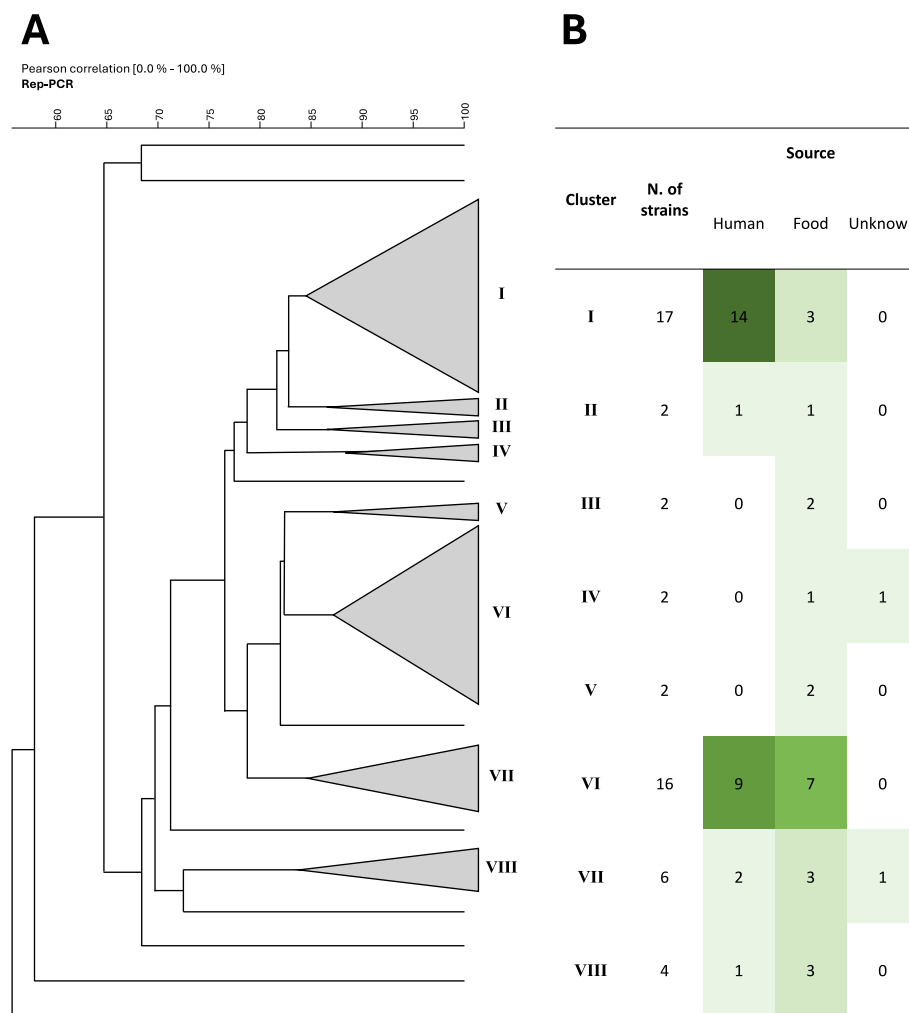 A
Pearson correlation [0.0 % - 100.0 %]
Rep-PCR
60 65 70 75 80 85 90 95 100
I
II
III
IV
V
VI
VII
VIII
B
Source
Cluster N. of strains Human Food Unknow
I 17 14 3 0
II 2 1 1 0
III 2 0 2 0
IV 2 0 1 1
V 2 0 2 0
VI 16 9 7 0
VII 6 2 3 1
VIII 4 1 3 0